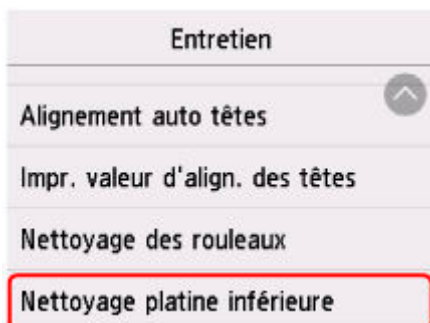 Entretien
Alignement auto têtes
Impr. valeur d'align. des têtes
Nettoyage des rouleaux
Nettoyage platine inférieure